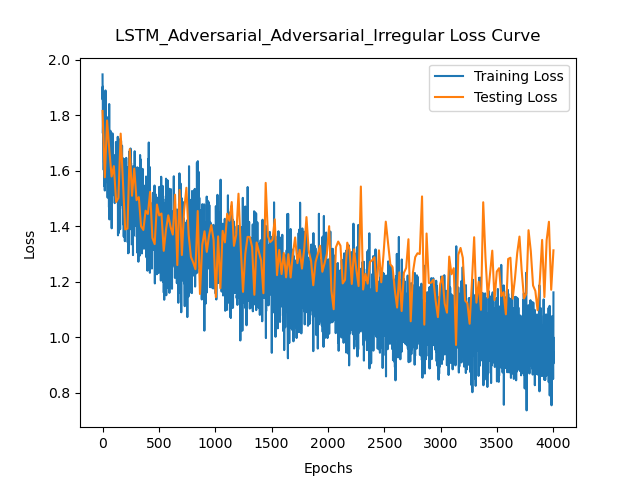 LSTM_Adversarial_Adversarial_Irregular Loss Curve
Training Loss
Testing Loss
Loss
2.0
1.8
1.6
1.4
1.2
1.0
0.8
0 500 1000 1500 2000 2500 3000 3500 4000
Epochs